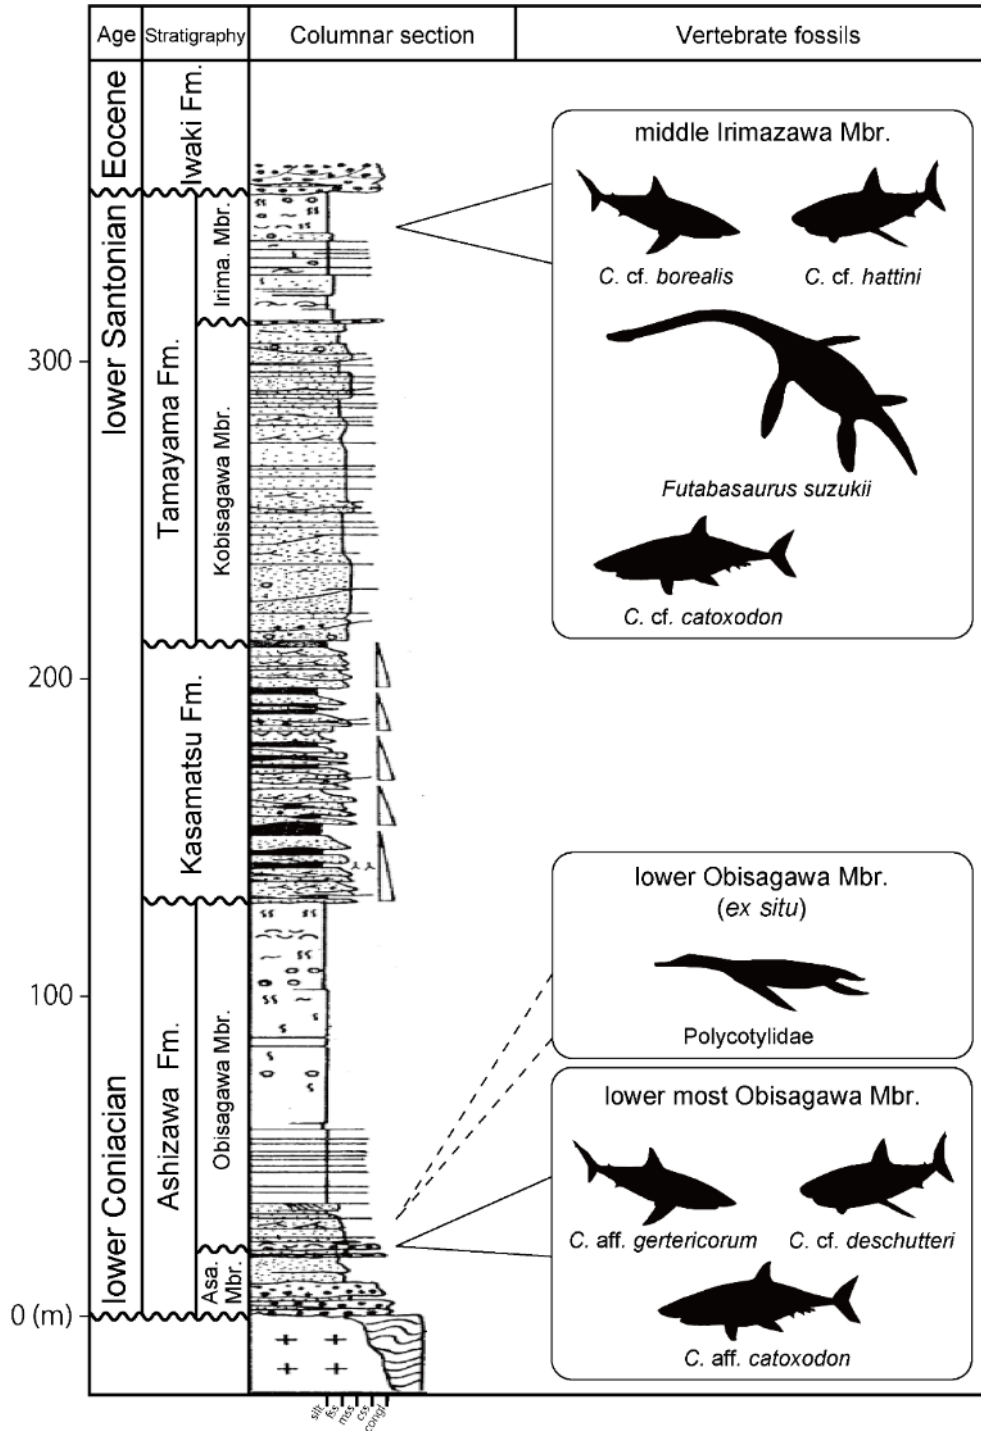 Age
Stratigraphy
Columnar section
Vertebrate fossils
Eocene
Iwaki Fm.
lower Santonian
Tamayama Fm.
Irima. Mbr.
Kobisagawa Mbr.
Kasamatsu Fm.
lower Coniacian
Ashizawa Fm.
Obisagawa Mbr.
Asa.
Mbr.
300
200
100
0 (m)
silt
fss
mss
css
congl
middle Irimazawa Mbr.
C. cf. borealis
C. cf. hattini
Futabasaurus suzukii
C. cf. catoxodon
lower Obisagawa Mbr.
(ex situ)
Polycotylidae
lower most Obisagawa Mbr.
C. aff. gertericorum
C. cf. deschutteri
C. aff. catoxodon